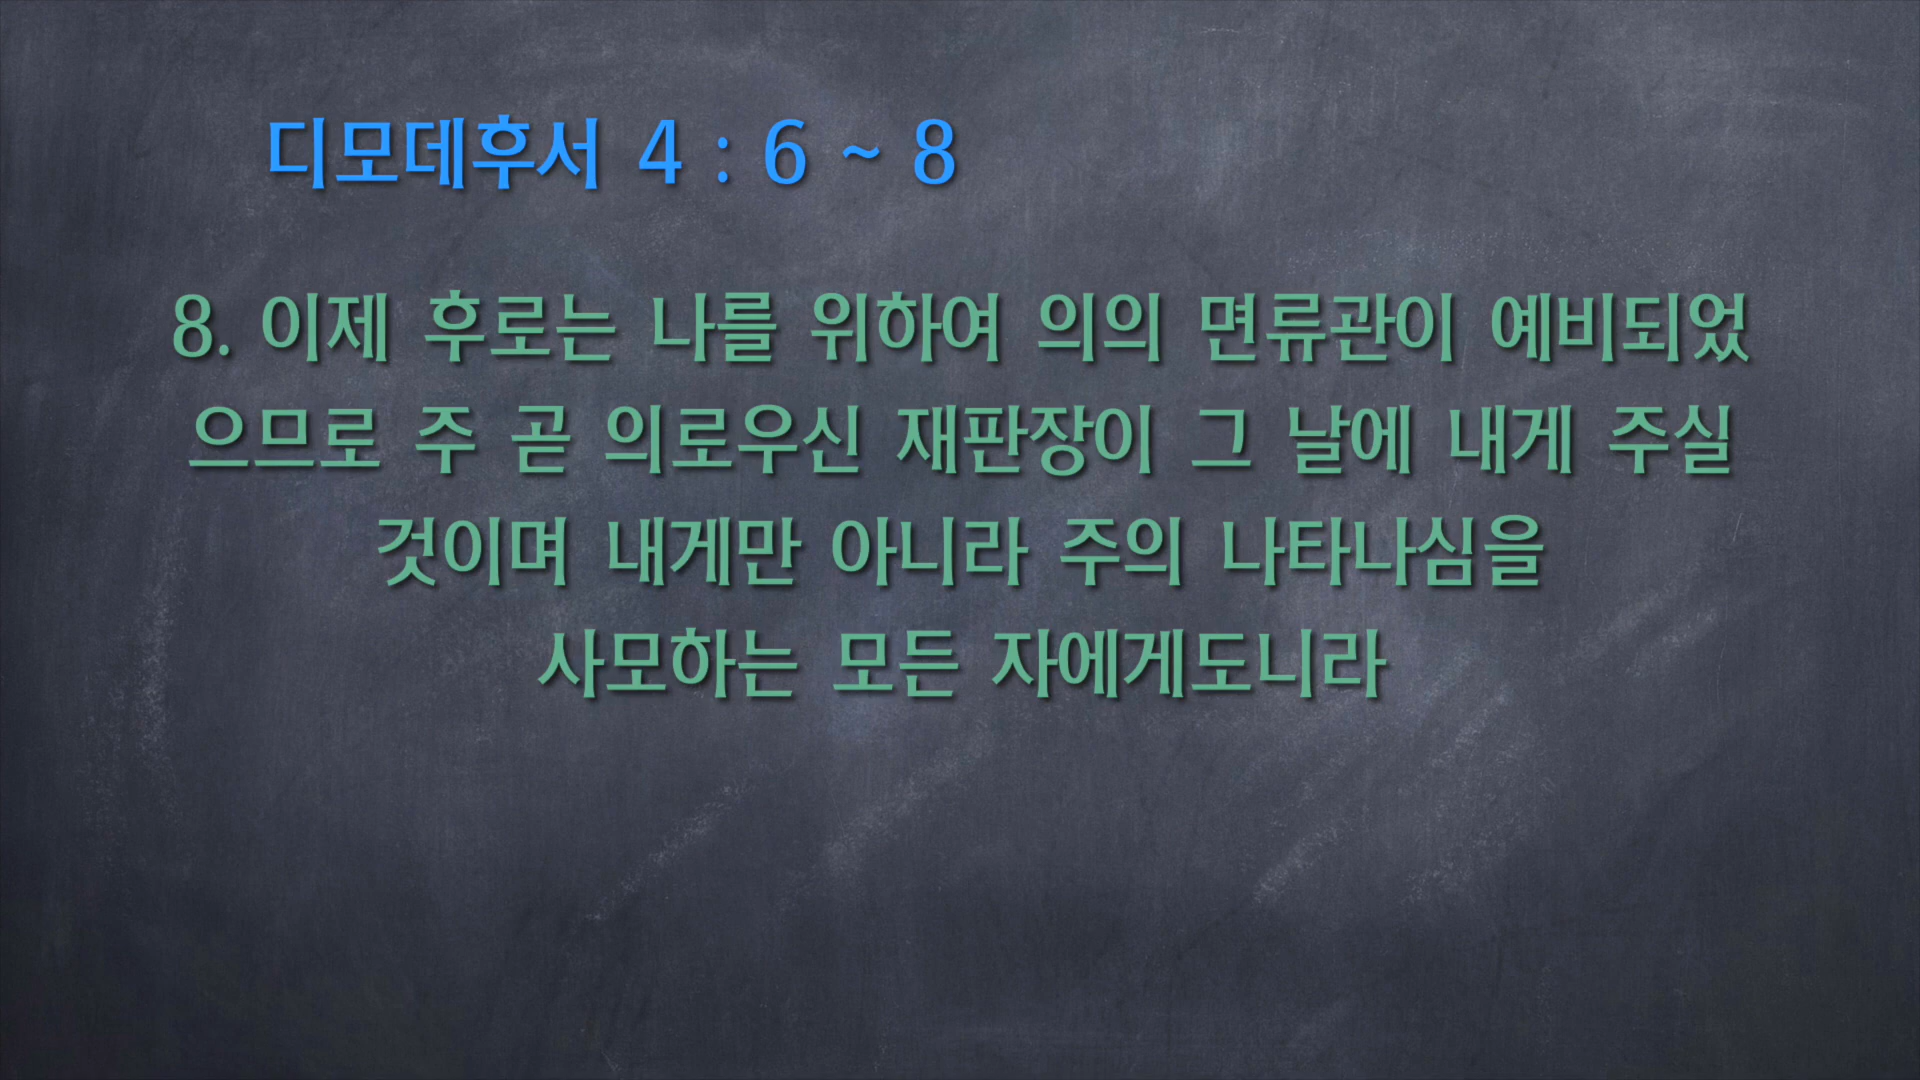 디모데후서 4 : 6 ~ 8
8. 이제 후로는 나를 위하여 의의 면류관이 예비되었
으므로 주 곧 의로우신 재판장이 그 날에 내게 주실
것이며 내게만 아니라 주의 나타나심을
사모하는 모든 자에게도니라